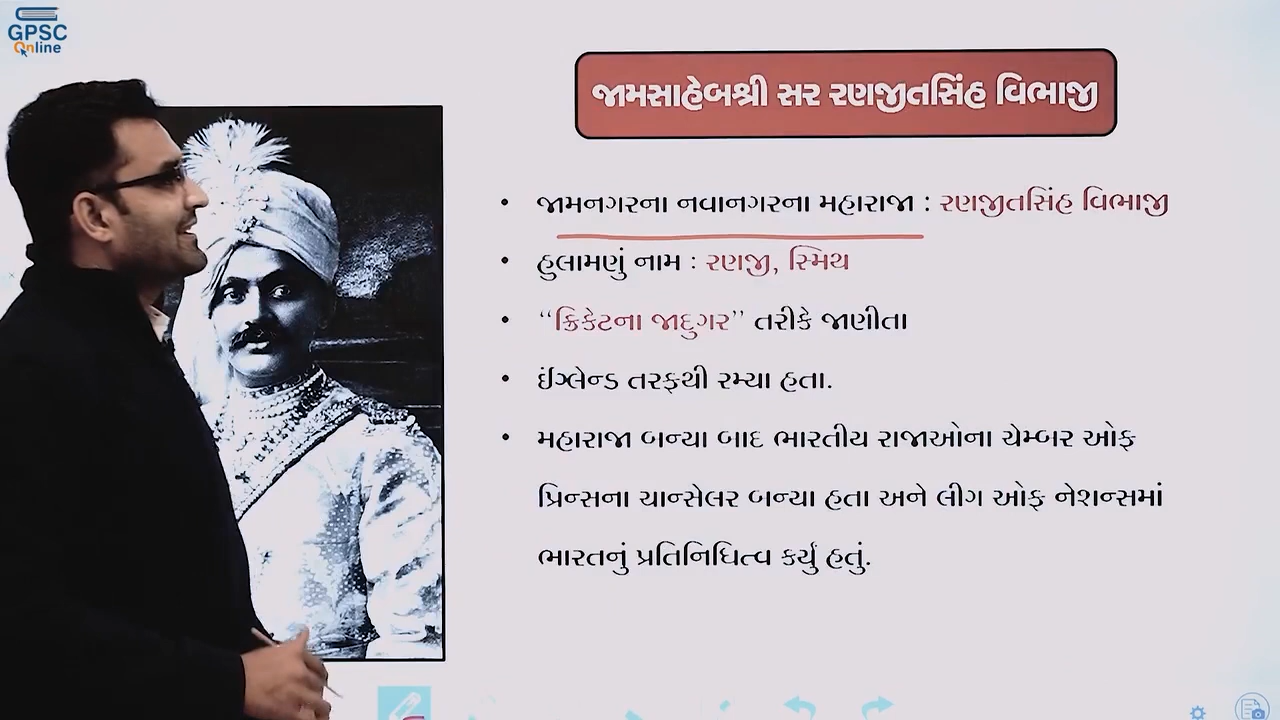 GPSC
Online
જામસાહેબશ્રી સર રણજીતસિંહ વિભાજી
• જામનગરના નવાનગરના મહારાજા : રણજીતસિંહ વિભાજી
• હુલામણું નામ : રણજી, સ્મિથ
• “ક્રિકેટના જાદુગર” તરીકે જાણીતા
• ઈંગ્લેન્ડ તરફથી રમ્યા હતા.
• મહારાજા બન્યા બાદ ભારતીય રાજાઓના ચેમ્બર ઓફ
પ્રિન્સના ચાન્સેલર બન્યા હતા અને લીગ ઓફ નેશન્સમાં
ભારતનું પ્રતિનિધિત્વ કર્યું હતું.